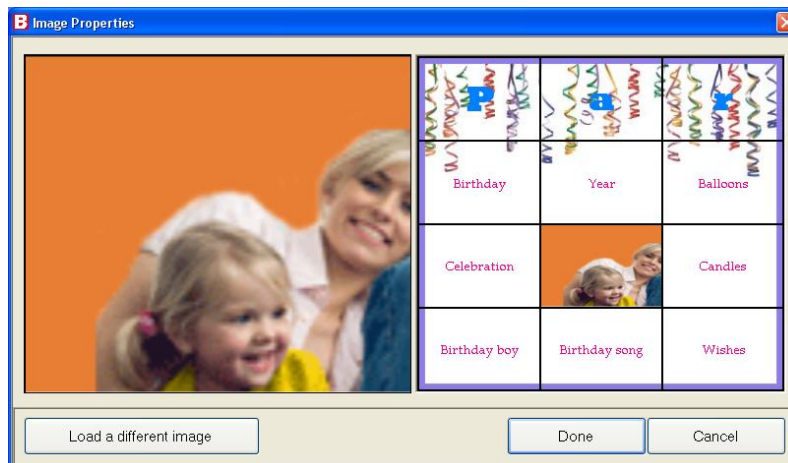 B Image Properties
P a r
Birthday Year Balloons
Celebration Candles
Birthday boy Birthday song Wishes
Load a different image Done Cancel